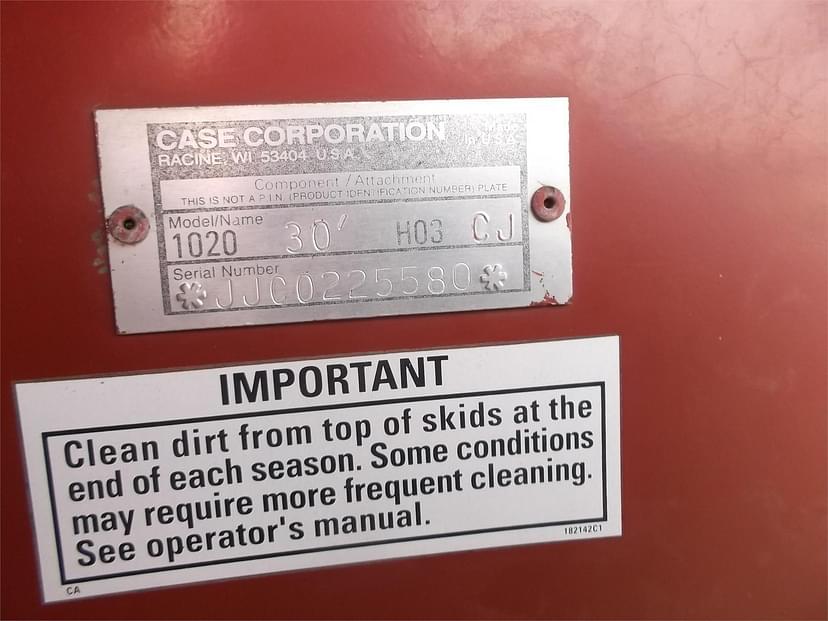 CASE CORPORATION
RACINE, WI 53404 U.S.A.
in U.S.A.
Component / Attachment
THIS IS NOT A P.I.N. (PRODUCT IDENTIFICATION NUMBER) PLATE
Model/Name
1020 30' H03 CJ
Serial Number
*JJC0225580*
IMPORTANT
Clean dirt from top of skids at the
end of each season. Some conditions
may require more frequent cleaning.
See operator's manual.
182142C1
CA